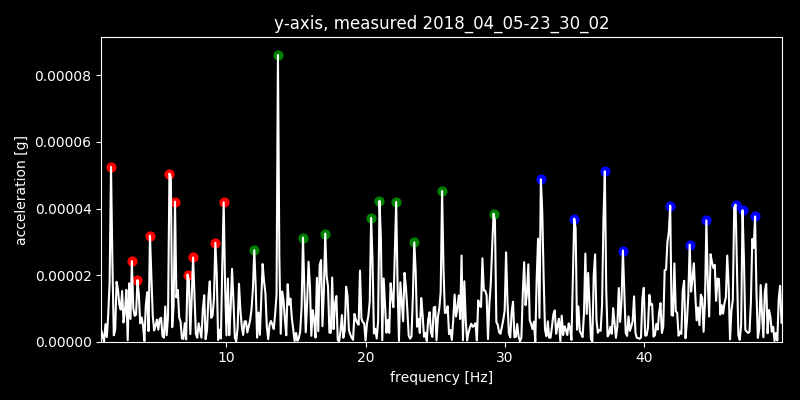 y-axis, measured 2018_04_05-23_30_02
0.00008
0.00006
0.00004
0.00002
0.00000
acceleration [g]
10 20 30 40
frequency [Hz]